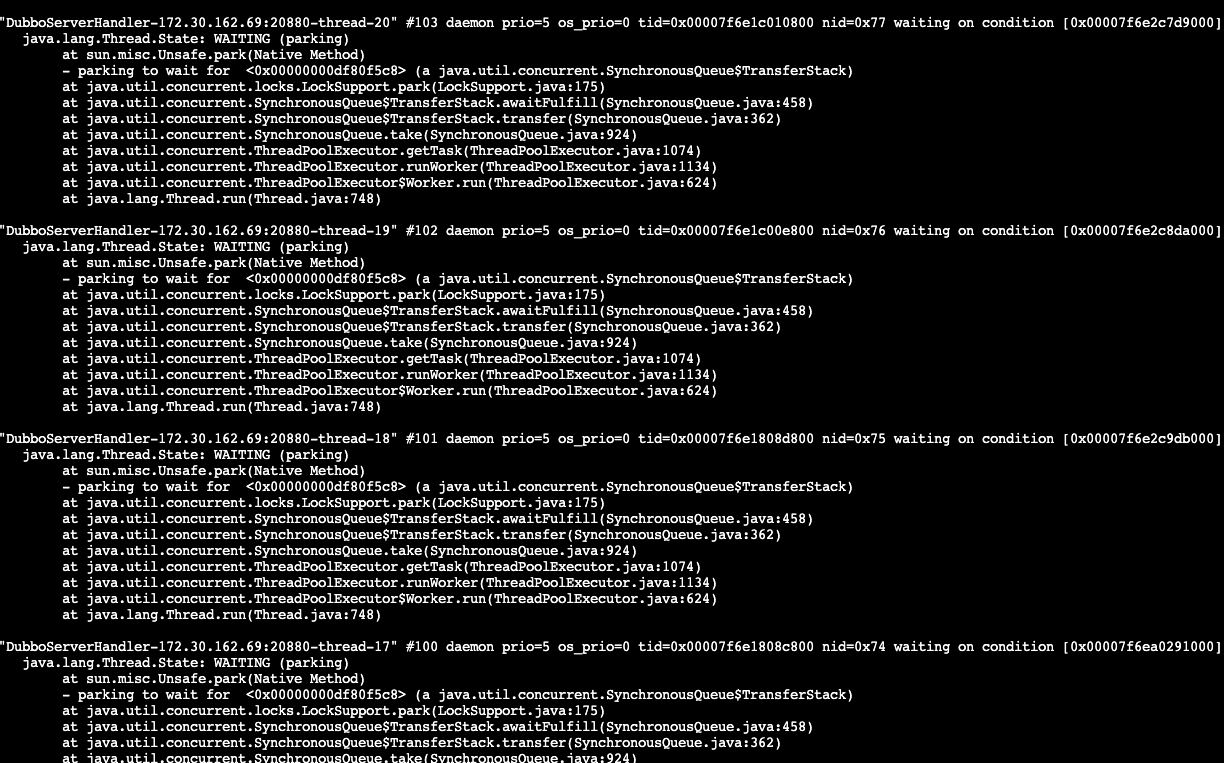 "DubboServerHandler-172.30.162.69:20880-thread-20" #103 daemon prio=5 os_prio=0 tid=0x00007f6e1c010800 nid=0x77 waiting on condition [0x00007f6e2c7d9000]
java.lang.Thread.State: WAITING (parking)
at sun.misc.Unsafe.park(Native Method)
- parking to wait for  <0x00000000df80f5c8> (a java.util.concurrent.SynchronousQueue$TransferStack)
at java.util.concurrent.locks.LockSupport.park(LockSupport.java:175)
at java.util.concurrent.SynchronousQueue$TransferStack.awaitFulfill(SynchronousQueue.java:458)
at java.util.concurrent.SynchronousQueue$TransferStack.transfer(SynchronousQueue.java:362)
at java.util.concurrent.SynchronousQueue.take(SynchronousQueue.java:924)
at java.util.concurrent.ThreadPoolExecutor.getTask(ThreadPoolExecutor.java:1074)
at java.util.concurrent.ThreadPoolExecutor.runWorker(ThreadPoolExecutor.java:1134)
at java.util.concurrent.ThreadPoolExecutor$Worker.run(ThreadPoolExecutor.java:624)
at java.lang.Thread.run(Thread.java:748)
"DubboServerHandler-172.30.162.69:20880-thread-19" #102 daemon prio=5 os_prio=0 tid=0x00007f6e1c00e800 nid=0x76 waiting on condition [0x00007f6e2c8da000]
java.lang.Thread.State: WAITING (parking)
at sun.misc.Unsafe.park(Native Method)
- parking to wait for  <0x00000000df80f5c8> (a java.util.concurrent.SynchronousQueue$TransferStack)
at java.util.concurrent.locks.LockSupport.park(LockSupport.java:175)
at java.util.concurrent.SynchronousQueue$TransferStack.awaitFulfill(SynchronousQueue.java:458)
at java.util.concurrent.SynchronousQueue$TransferStack.transfer(SynchronousQueue.java:362)
at java.util.concurrent.SynchronousQueue.take(SynchronousQueue.java:924)
at java.util.concurrent.ThreadPoolExecutor.getTask(ThreadPoolExecutor.java:1074)
at java.util.concurrent.ThreadPoolExecutor.runWorker(ThreadPoolExecutor.java:1134)
at java.util.concurrent.ThreadPoolExecutor$Worker.run(ThreadPoolExecutor.java:624)
at java.lang.Thread.run(Thread.java:748)
"DubboServerHandler-172.30.162.69:20880-thread-18" #101 daemon prio=5 os_prio=0 tid=0x00007f6e1808d800 nid=0x75 waiting on condition [0x00007f6e2c9db000]
java.lang.Thread.State: WAITING (parking)
at sun.misc.Unsafe.park(Native Method)
- parking to wait for  <0x00000000df80f5c8> (a java.util.concurrent.SynchronousQueue$TransferStack)
at java.util.concurrent.locks.LockSupport.park(LockSupport.java:175)
at java.util.concurrent.SynchronousQueue$TransferStack.awaitFulfill(SynchronousQueue.java:458)
at java.util.concurrent.SynchronousQueue$TransferStack.transfer(SynchronousQueue.java:362)
at java.util.concurrent.SynchronousQueue.take(SynchronousQueue.java:924)
at java.util.concurrent.ThreadPoolExecutor.getTask(ThreadPoolExecutor.java:1074)
at java.util.concurrent.ThreadPoolExecutor.runWorker(ThreadPoolExecutor.java:1134)
at java.util.concurrent.ThreadPoolExecutor$Worker.run(ThreadPoolExecutor.java:624)
at java.lang.Thread.run(Thread.java:748)
"DubboServerHandler-172.30.162.69:20880-thread-17" #100 daemon prio=5 os_prio=0 tid=0x00007f6e1808c800 nid=0x74 waiting on condition [0x00007f6ea0291000]
java.lang.Thread.State: WAITING (parking)
at sun.misc.Unsafe.park(Native Method)
- parking to wait for  <0x00000000df80f5c8> (a java.util.concurrent.SynchronousQueue$TransferStack)
at java.util.concurrent.locks.LockSupport.park(LockSupport.java:175)
at java.util.concurrent.SynchronousQueue$TransferStack.awaitFulfill(SynchronousQueue.java:458)
at java.util.concurrent.SynchronousQueue$TransferStack.transfer(SynchronousQueue.java:362)
at java.util.concurrent.SynchronousQueue.take(SynchronousQueue.java:924)